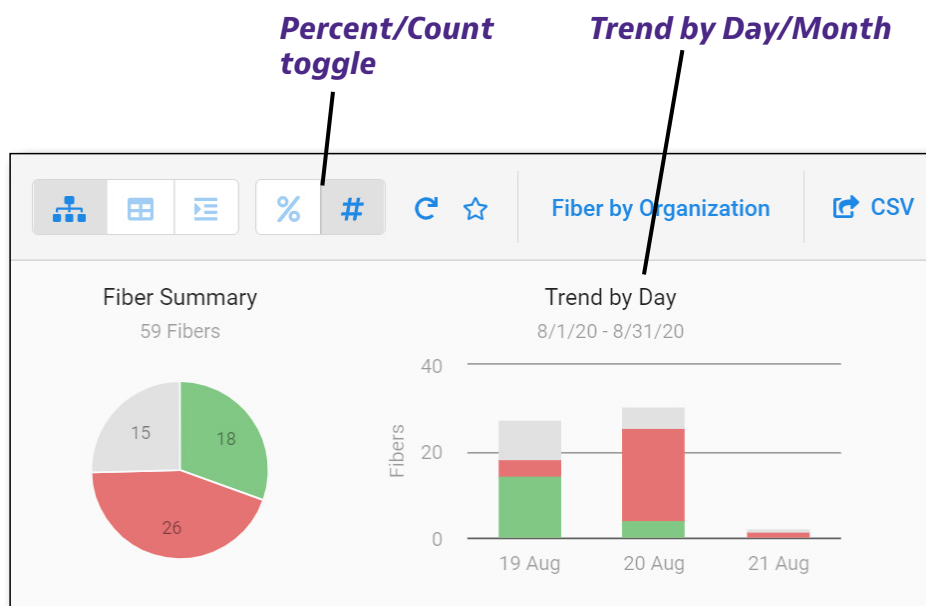 Percent/Count
toggle
Trend by Day/Month
% #
Fiber by Organization
CSV
Fiber Summary
59 Fibers
15
18
26
Trend by Day
8/1/20 - 8/31/20
40
20
0
Fibers
19 Aug
20 Aug
21 Aug